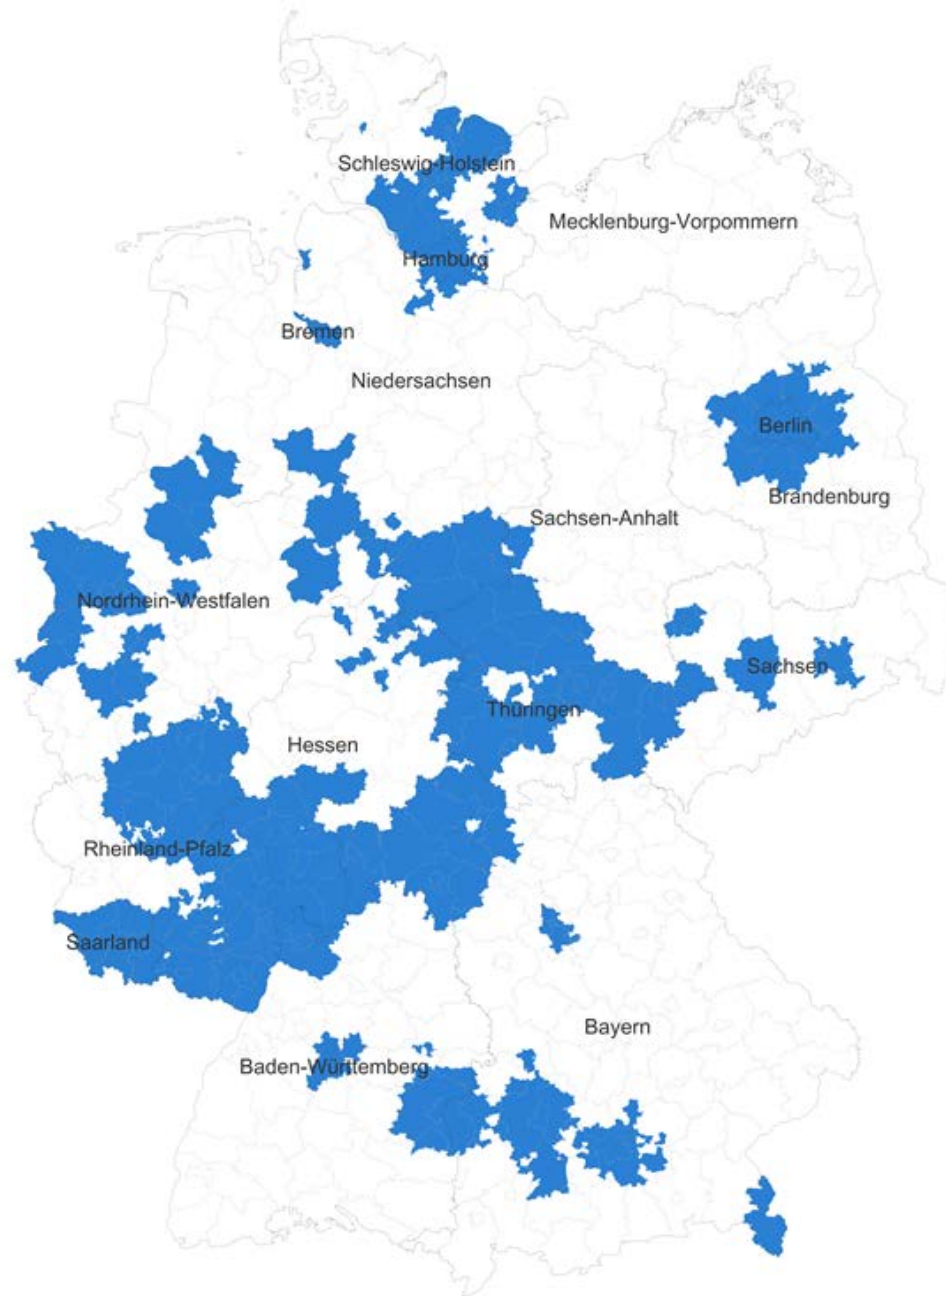 Schleswig-Holstein
Mecklenburg-Vorpommern
Hamburg
Bremen
Niedersachsen
Berlin
Brandenburg
Sachsen-Anhalt
Nordrhein-Westfalen
Sachsen
Thüringen
Hessen
Rheinland-Pfalz
Saarland
Bayern
Baden-Württemberg